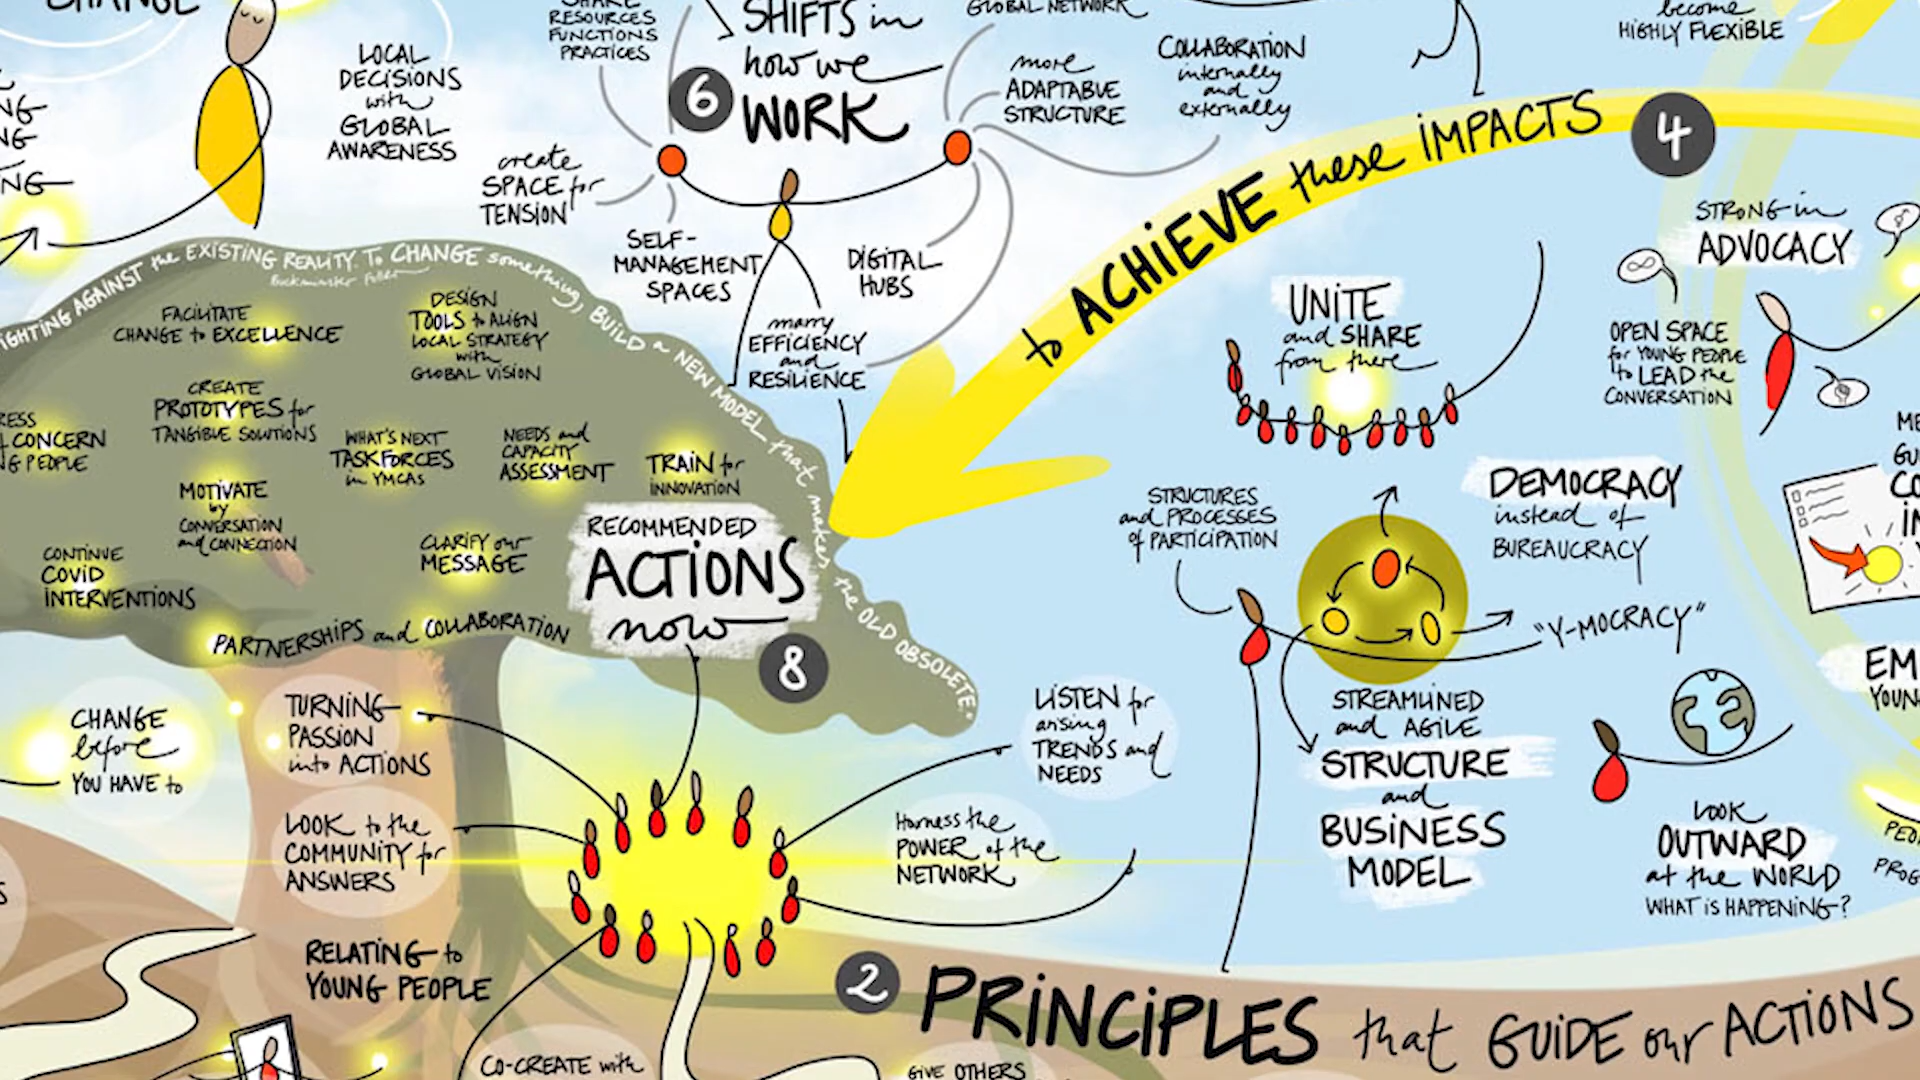 CHANGE
LOCAL
DECISIONS
with
GLOBAL
AWARENESS
SHARE
RESOURCES
FUNCTIONS
PRACTICES
6
SHIFTS in
how we
WORK
GLOBAL NETWORK
more
ADAPTABLE
STRUCTURE
COLLABORATION
internally
and
externally
become
HIGHLY FLEXIBLE
create
SPACE for
TENSION
SELF-
MANAGEMENT
SPACES
DIGITAL
HUBS
marry
EFFICIENCY
and
RESILIENCE
to ACHIEVE these IMPACTS
4
STRONG in
ADVOCACY
OPEN SPACE
for YOUNG PEOPLE
to LEAD the
CONVERSATION
UNITE
and SHARE
from there
AGAINST the EXISTING REALITY. TO CHANGE something, BUILD a NEW MODEL that makes the OLD OBSOLETE.
Buckminster Fuller
FACILITATE
CHANGE to EXCELLENCE
DESIGN
TOOLS to ALIGN
LOCAL STRATEGY
with
GLOBAL VISION
CREATE
PROTOTYPES for
TANGIBLE SOLUTIONS
CONCERN
PEOPLE
WHAT'S NEXT
TASKFORCES
in YMCAS
NEEDS and
CAPACITY
ASSESSMENT
TRAIN for
INNOVATION
MOTIVATE
by
CONVERSATION
and CONNECTION
CONTINUE
COVID
INTERVENTIONS
CLARIFY our
MESSAGE
PARTNERSHIPS and COLLABORATION
RECOMMENDED
ACTIONS
now
8
STRUCTURES
and PROCESSES
of PARTICIPATION
DEMOCRACY
instead of
BUREAUCRACY
"Y-MOCRACY"
STREAMLINED
and AGILE
STRUCTURE
and
BUSINESS
MODEL
LOOK
OUTWARD
at the WORLD
WHAT IS HAPPENING?
CHANGE
before
YOU HAVE to
TURNING
PASSION
into ACTIONS
LOOK to the
COMMUNITY for
ANSWERS
RELATING to
YOUNG PEOPLE
LISTEN for
arising
TRENDS and
NEEDS
Harness the
POWER of the
NETWORK
2
PRINCIPLES that GUIDE our ACTIONS
CO-CREATE with
GIVE OTHERS